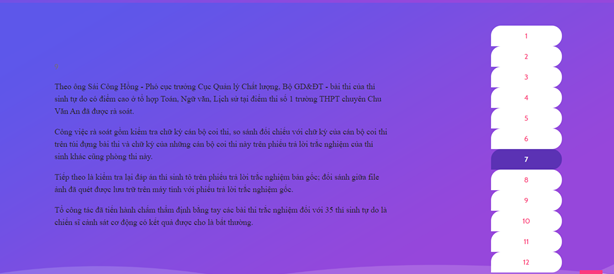 Theo ông Sái Công Hồng - Phó cục trưởng Cục Quản lý Chất lượng, Bộ GD&ĐT - bài thi của thí
sinh tự do có điểm cao ở tổ hợp Toán, Ngữ văn, Lịch sử tại điểm thi số 1 trường THPT chuyên Chu
Văn An đã được rà soát.
Công việc rà soát gồm kiểm tra chữ ký cán bộ coi thi, so sánh đối chiếu với chữ ký của cán bộ coi thi
trên túi đựng bài thi và chữ ký của những cán bộ coi thi này trên phiếu trả lời trắc nghiệm của thí
sinh khác cùng phòng thi này.
Tiếp theo là kiểm tra lại đáp án thí sinh tô trên phiếu trả lời trắc nghiệm bản gốc; đối sánh giữa file
ảnh đã quét được lưu trữ trên máy tính với phiếu trả lời trắc nghiệm gốc.
Tổ công tác đã tiến hành chấm thẩm định bằng tay các bài thi trắc nghiệm đối với 35 thí sinh tự do là
chiến sĩ cảnh sát cơ động có kết quả được cho là bất thường.
1
2
3
4
5
6
7
8
9
10
11
12